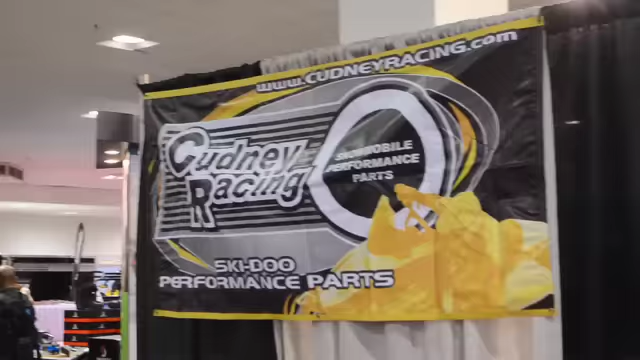 www.CUDNEYRACING.com
Cudney
Racing
SNOWMOBILE
PERFORMANCE
PARTS
SKI-DOO
PERFORMANCE PARTS